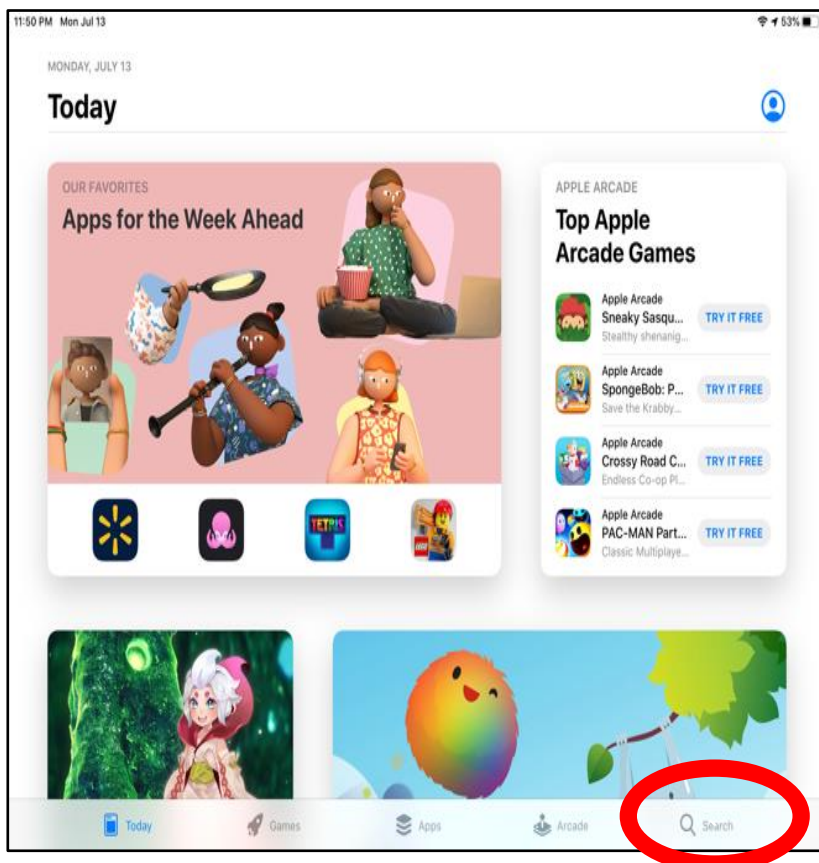 11:50 PM Mon Jul 13
53%
MONDAY, JULY 13
Today
OUR FAVORITES
Apps for the Week Ahead
APPLE ARCADE
Top Apple
Arcade Games
Apple Arcade
Sneaky Sasqu... TRY IT FREE
Stealthy shenanig...
Apple Arcade
SpongeBob: P... TRY IT FREE
Save the Krabby...
Apple Arcade
Crossy Road C... TRY IT FREE
Endless Co-op Pl...
Apple Arcade
PAC-MAN Part... TRY IT FREE
Classic Multiplaye...
TETRIS
LEGO
Today Games Apps Arcade Search